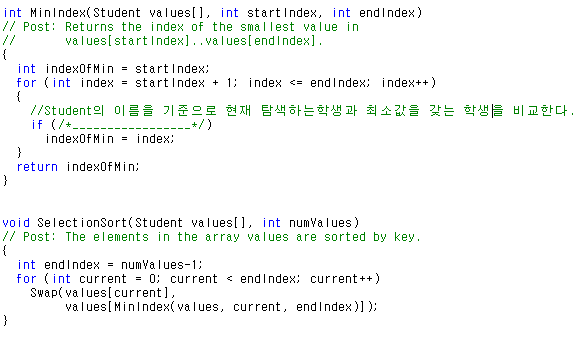 int MinIndex(Student values[], int startIndex, int endIndex)
// Post: Returns the index of the smallest value in
//       values[startIndex]..values[endIndex].
{
  int indexOfMin = startIndex;
  for (int index = startIndex + 1; index <= endIndex; index++)
  {
    //Student의 이름을 기준으로 현재 탐색하는학생과 최소값을 갖는 학생을 비교한다.
    if (/*_________________*/)
      indexOfMin = index;
  }
  return indexOfMin;
}
void SelectionSort(Student values[], int numValues)
// Post: The elements in the array values are sorted by key.
{
  int endIndex = numValues-1;
  for (int current = 0; current < endIndex; current++)
    Swap(values[current],
         values[MinIndex(values, current, endIndex)]);
}